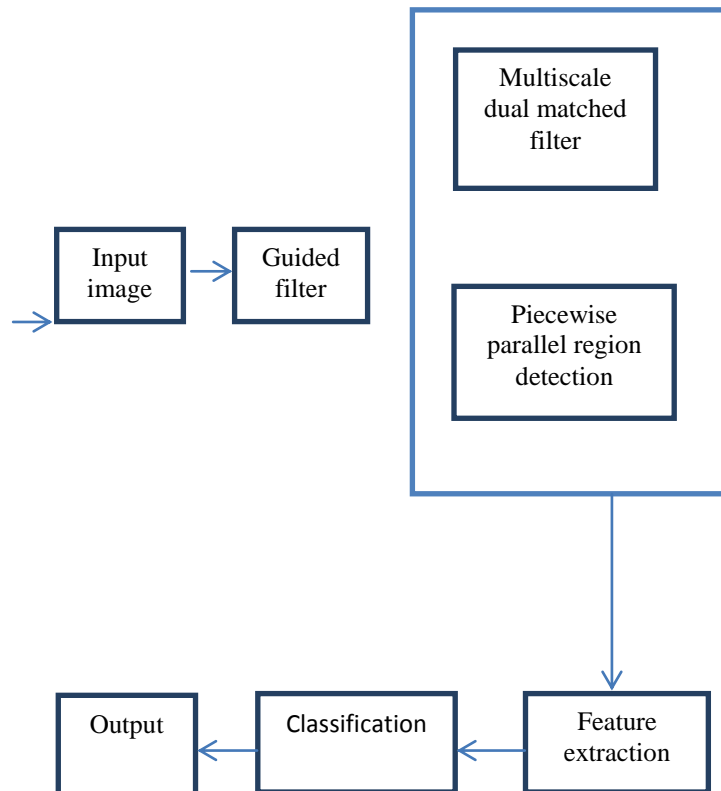 Multiscale
dual matched
filter
Input
image
Guided
filter
Piecewise
parallel region
detection
Output
Classification
Feature
extraction